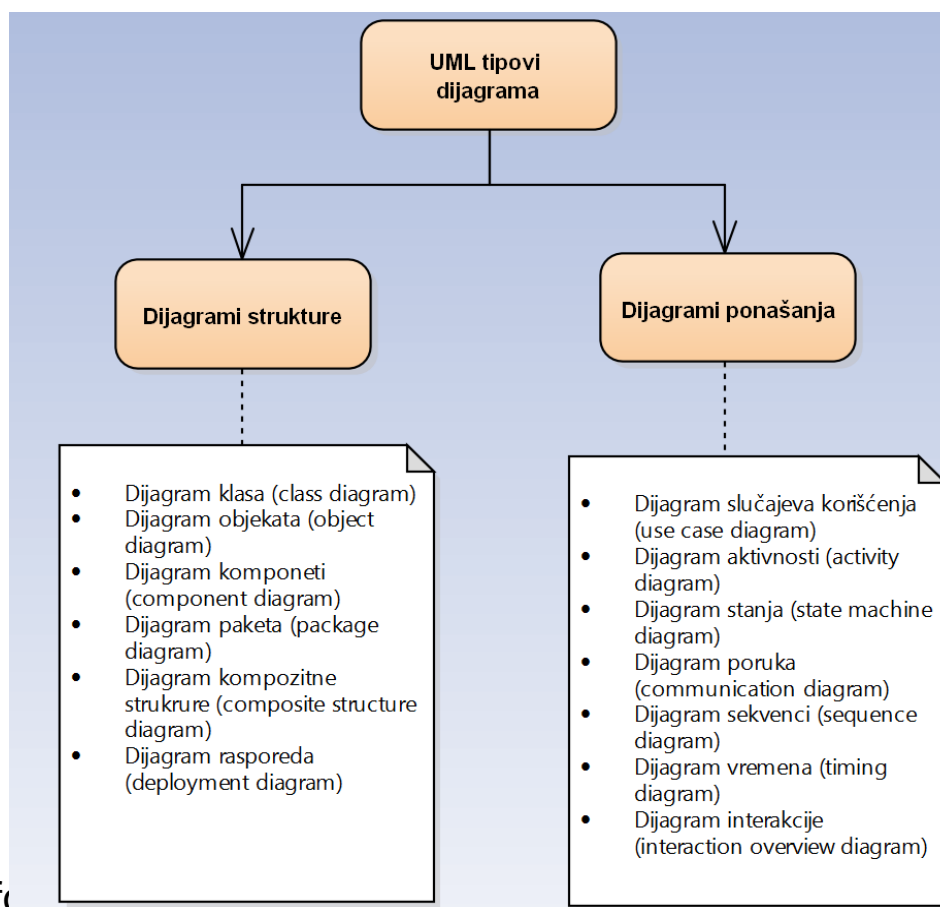 UML tipovi
dijagrama
Dijagrami strukture
Dijagrami ponašanja
• Dijagram klasa (class diagram)
• Dijagram objekata (object
diagram)
• Dijagram komponeti
(component diagram)
• Dijagram paketa (package
diagram)
• Dijagram kompozitne
strukrure (composite structure
diagram)
• Dijagram rasporeda
(deployment diagram)
• Dijagram slučajeva korišćenja
(use case diagram)
• Dijagram aktivnosti (activity
diagram)
• Dijagram stanja (state machine
diagram)
• Dijagram poruka
(communication diagram)
• Dijagram sekvenci (sequence
diagram)
• Dijagram vremena (timing
diagram)
• Dijagram interakcije
(interaction overview diagram)